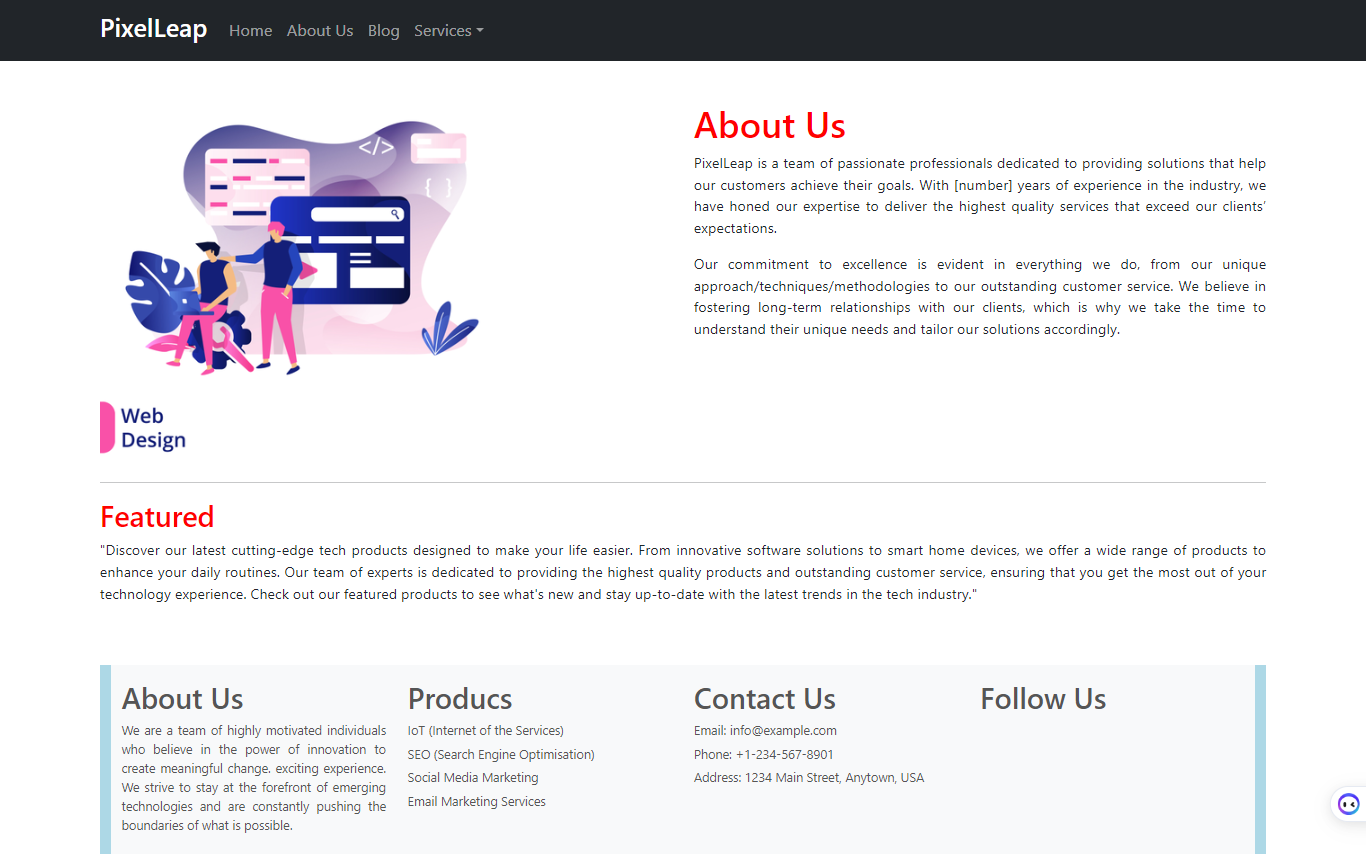 PixelLeap Home About Us Blog Services
</>
{ }
Web
Design
About Us
PixelLeap is a team of passionate professionals dedicated to providing solutions that help
our customers achieve their goals. With [number] years of experience in the industry, we
have honed our expertise to deliver the highest quality services that exceed our clients'
expectations.
Our commitment to excellence is evident in everything we do, from our unique
approach/techniques/methodologies to our outstanding customer service. We believe in
fostering long-term relationships with our clients, which is why we take the time to
understand their unique needs and tailor our solutions accordingly.
Featured
"Discover our latest cutting-edge tech products designed to make your life easier. From innovative software solutions to smart home devices, we offer a wide range of products to
enhance your daily routines. Our team of experts is dedicated to providing the highest quality products and outstanding customer service, ensuring that you get the most out of your
technology experience. Check out our featured products to see what's new and stay up-to-date with the latest trends in the tech industry."
About Us
We are a team of highly motivated individuals
who believe in the power of innovation to
create meaningful change. exciting experience.
We strive to stay at the forefront of emerging
technologies and are constantly pushing the
boundaries of what is possible.
Producs
IoT (Internet of the Services)
SEO (Search Engine Optimisation)
Social Media Marketing
Email Marketing Services
Contact Us
Email: info@example.com
Phone: +1-234-567-8901
Address: 1234 Main Street, Anytown, USA
Follow Us